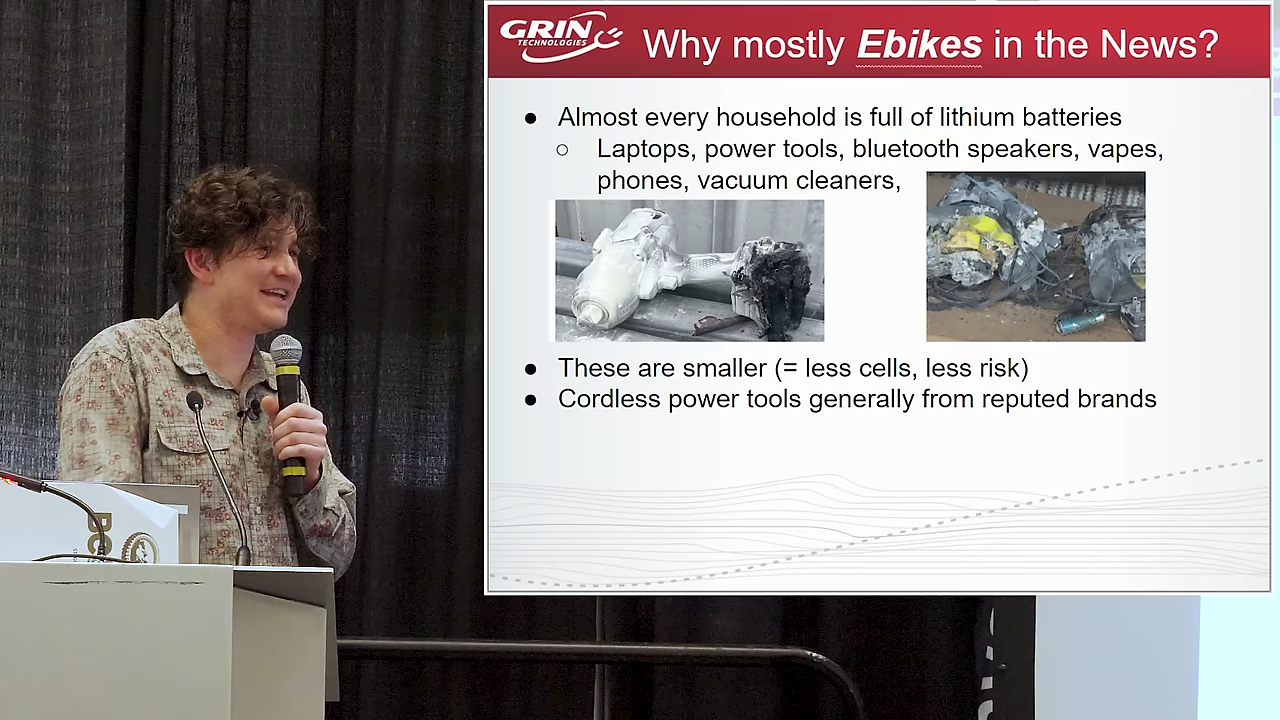 GRIN
TECHNOLOGIES
Why mostly Ebikes in the News?
● Almost every household is full of lithium batteries
○ Laptops, power tools, bluetooth speakers, vapes,
phones, vacuum cleaners,
● These are smaller (= less cells, less risk)
● Cordless power tools generally from reputed brands